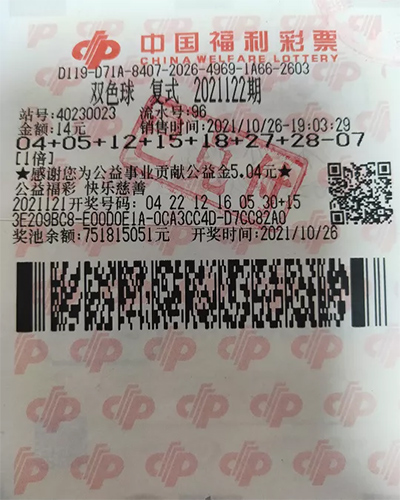 中国福利彩票
CHINA WELFARE LOTTERY
D119-D71A-8407-2026-4969-1A66-2603
双色球 复式 2021122期
站号:40230023 流水号:96
金额:14元 销售时间:2021/10/26-19:03:29
04+05+12+15+18+27+28-07
[1倍]
★感谢您为公益事业贡献公益金5.04元★
公益福彩 快乐慈善
2021121开奖号码: 04 22 12 16 05 30+15
3E209BC8-E00D0E1A-0CA3CC4D-D7CC82A0
奖池余额:751815051元 开奖时间:2021/10/26